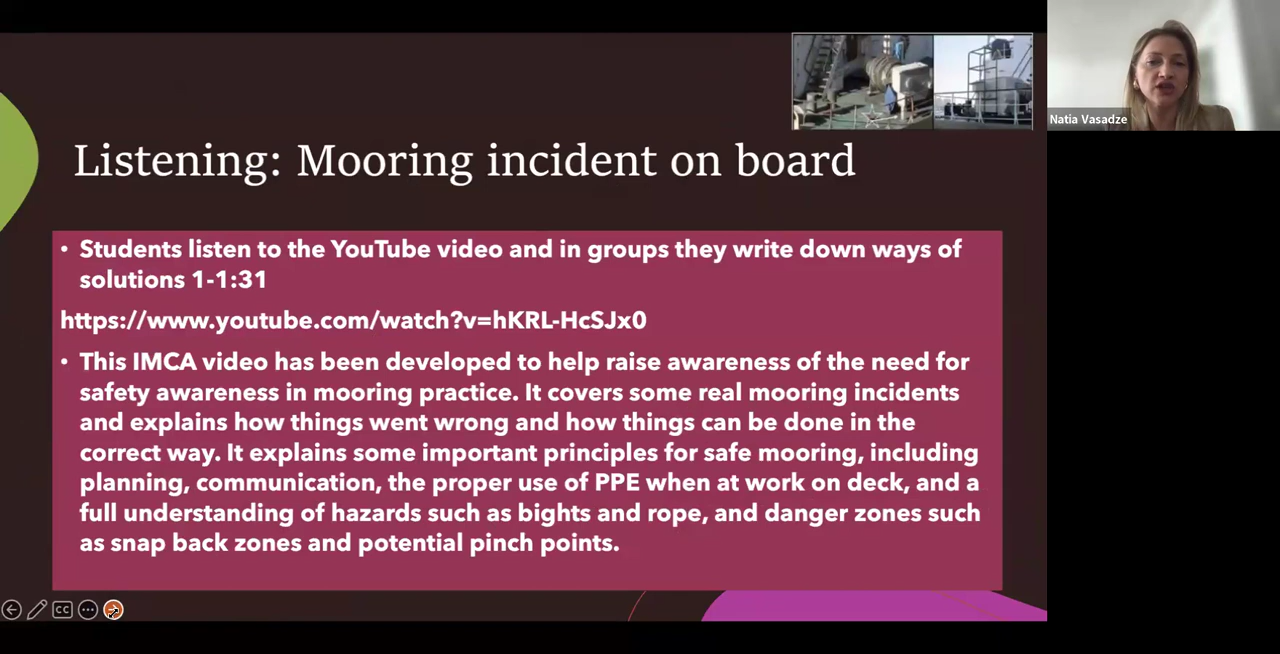 Natia Vasadze
Listening: Mooring incident on board
• Students listen to the YouTube video and in groups they write down ways of
solutions 1-1:31
https://www.youtube.com/watch?v=hKRL-HcSJx0
• This IMCA video has been developed to help raise awareness of the need for
safety awareness in mooring practice. It covers some real mooring incidents
and explains how things went wrong and how things can be done in the
correct way. It explains some important principles for safe mooring, including
planning, communication, the proper use of PPE when at work on deck, and a
full understanding of hazards such as bights and rope, and danger zones such
as snap back zones and potential pinch points.
CC